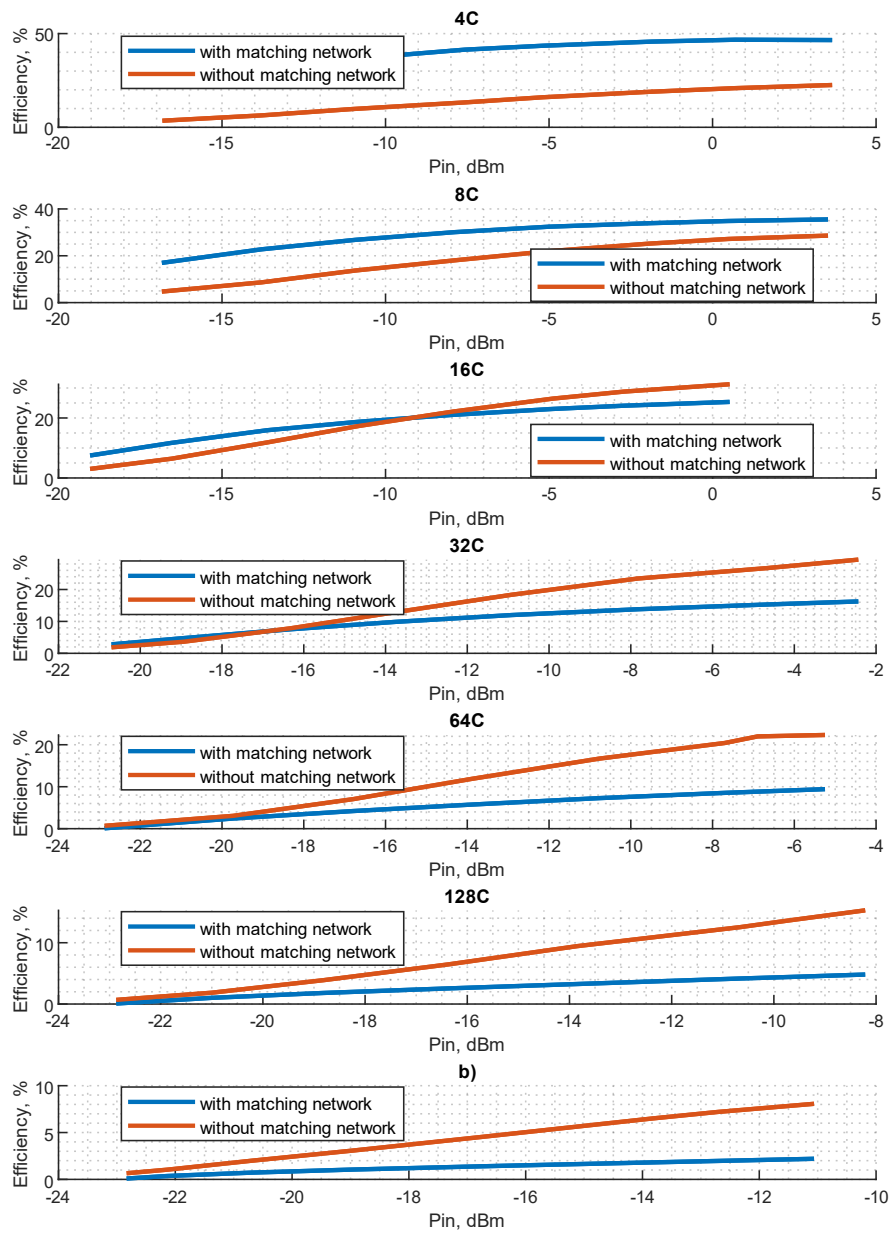 4C
Efficiency, %
50
0
with matching network
without matching network
-20 -15 -10 -5 0 5
Pin, dBm
8C
Efficiency, %
40
20
0
with matching network
without matching network
-20 -15 -10 -5 0 5
Pin, dBm
16C
Efficiency, %
20
0
with matching network
without matching network
-20 -15 -10 -5 0 5
Pin, dBm
32C
Efficiency, %
20
10
0
with matching network
without matching network
-22 -20 -18 -16 -14 -12 -10 -8 -6 -4 -2
Pin, dBm
64C
Efficiency, %
20
10
0
with matching network
without matching network
-24 -22 -20 -18 -16 -14 -12 -10 -8 -6 -4
Pin, dBm
128C
Efficiency, %
10
0
with matching network
without matching network
-24 -22 -20 -18 -16 -14 -12 -10 -8
Pin, dBm
b)
Efficiency, %
10
5
0
with matching network
without matching network
-24 -22 -20 -18 -16 -14 -12 -10
Pin, dBm